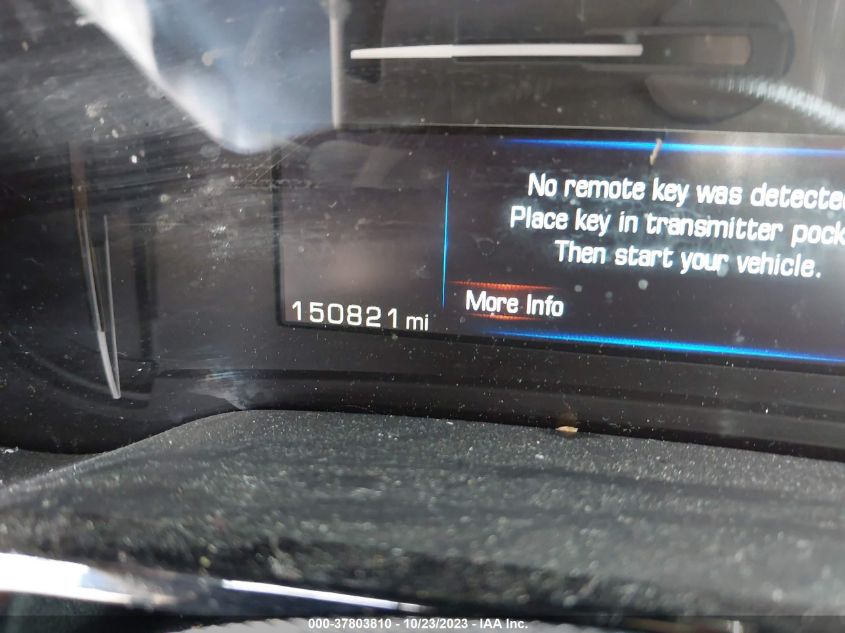 No remote key was detected
Place key in transmitter pock
Then start your vehicle.
More Info
150821 mi
000-37803810 - 10/23/2023 - IAA Inc.